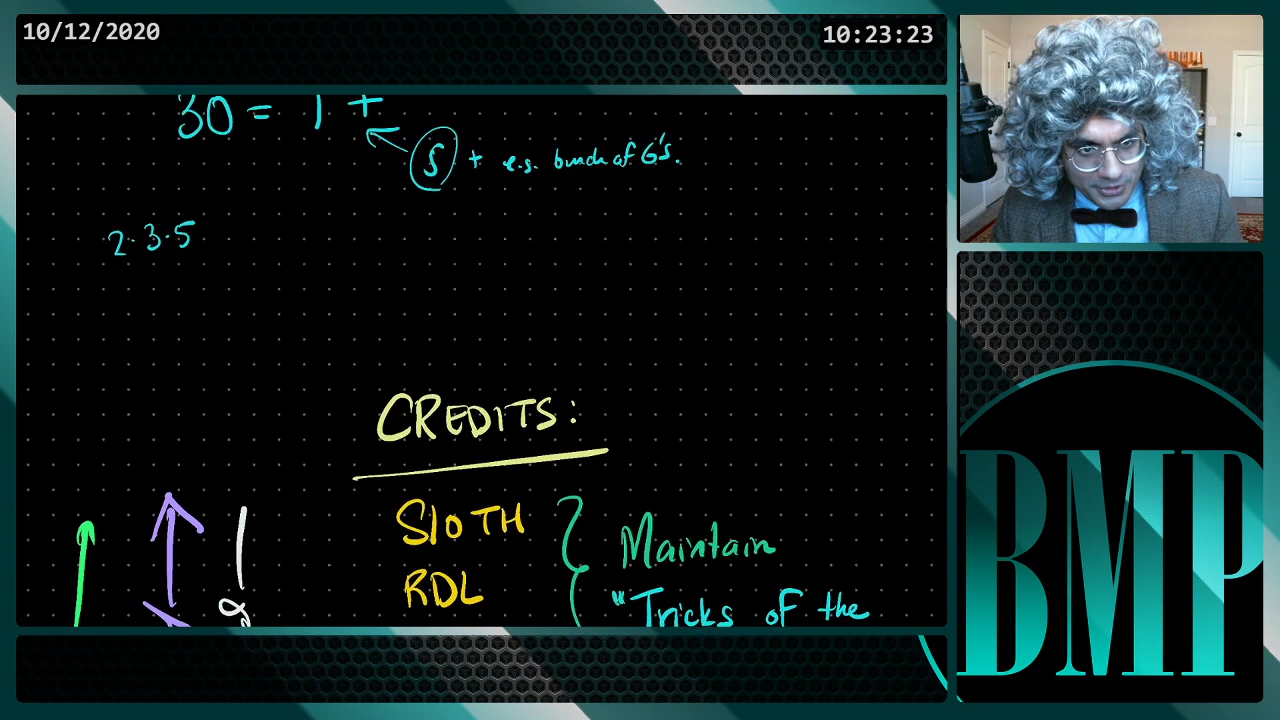 10/12/2020
10:23:23
30 = 1 +
5 + e.g. bunch of 6's.
2·3·5
CREDITS:
SlOTH
RDL
Maintain
"Tricks of the
BMP